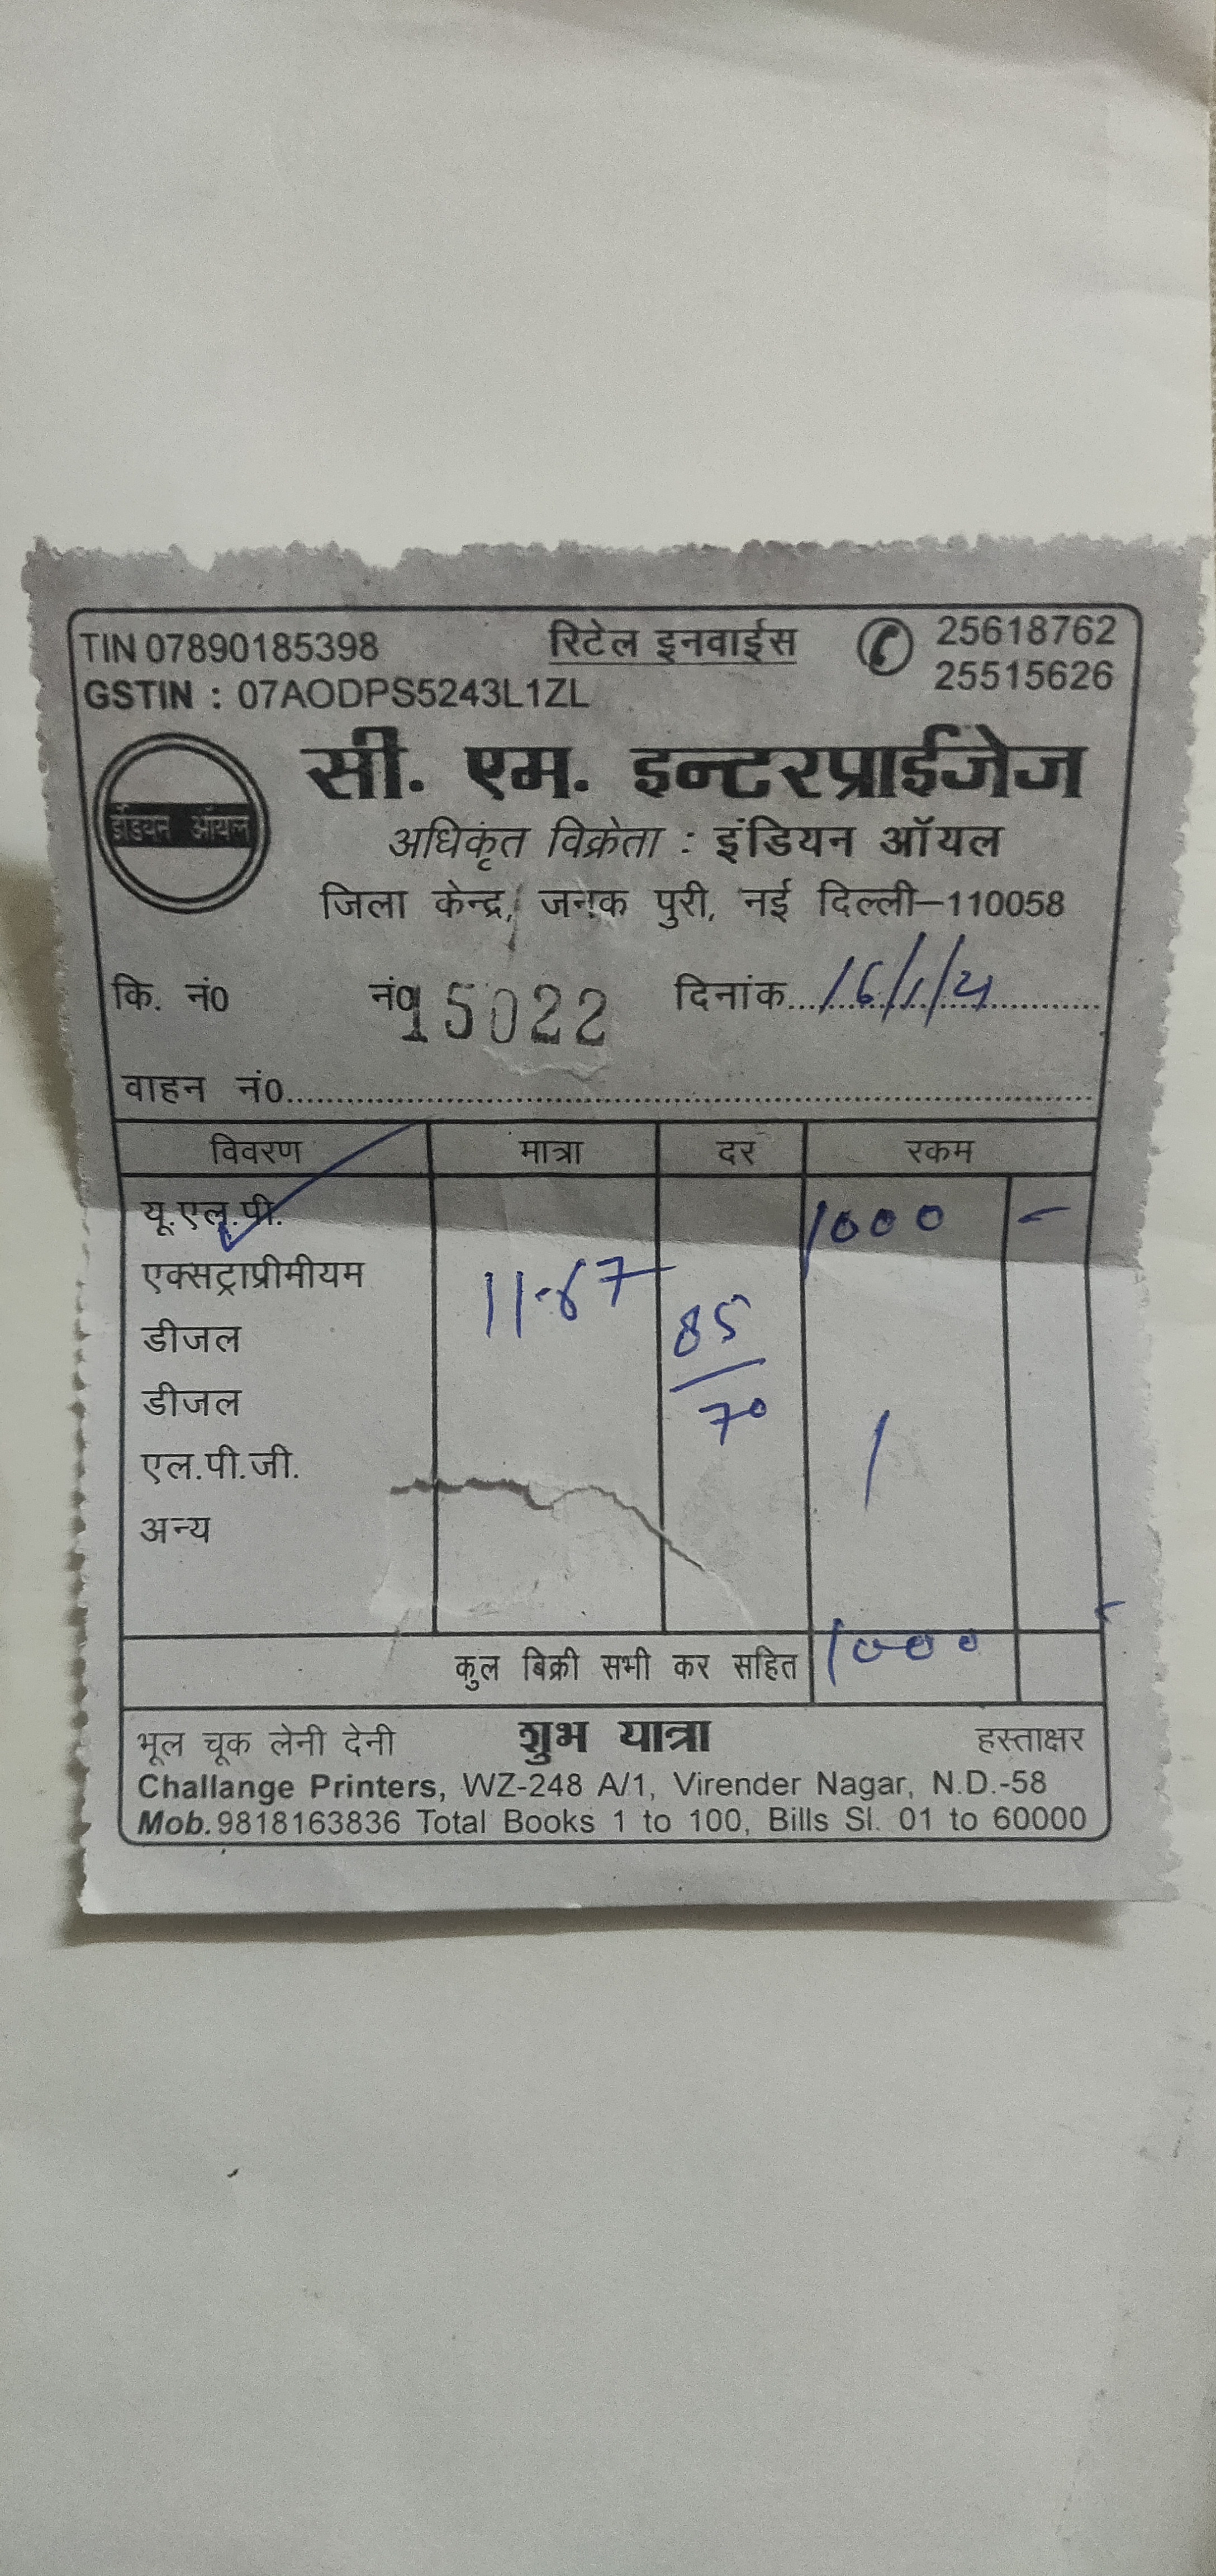 TIN 07890185398 रिटेल इनवाईस 25618762
GSTIN : 07AODPS5243L1ZL 25515626
इंडियन ऑयल
सी. एम. इन्टरप्राईजेज
अधिकृत विक्रेता : इंडियन ऑयल
जिला केन्द्र, जनक पुरी, नई दिल्ली–110058
कि. नं0 नं0 15022 दिनांक 16/1/21
वाहन नं0
विवरण मात्रा दर रकम
यू.एल.पी. 1000 –
एक्सट्राप्रीमीयम 11.67
डीजल 85
डीजल 70
एल.पी.जी.
अन्य
कुल बिक्री सभी कर सहित 1000
भूल चूक लेनी देनी शुभ यात्रा हस्ताक्षर
Challange Printers, WZ-248 A/1, Virender Nagar, N.D.-58
Mob.9818163836 Total Books 1 to 100, Bills Sl. 01 to 60000